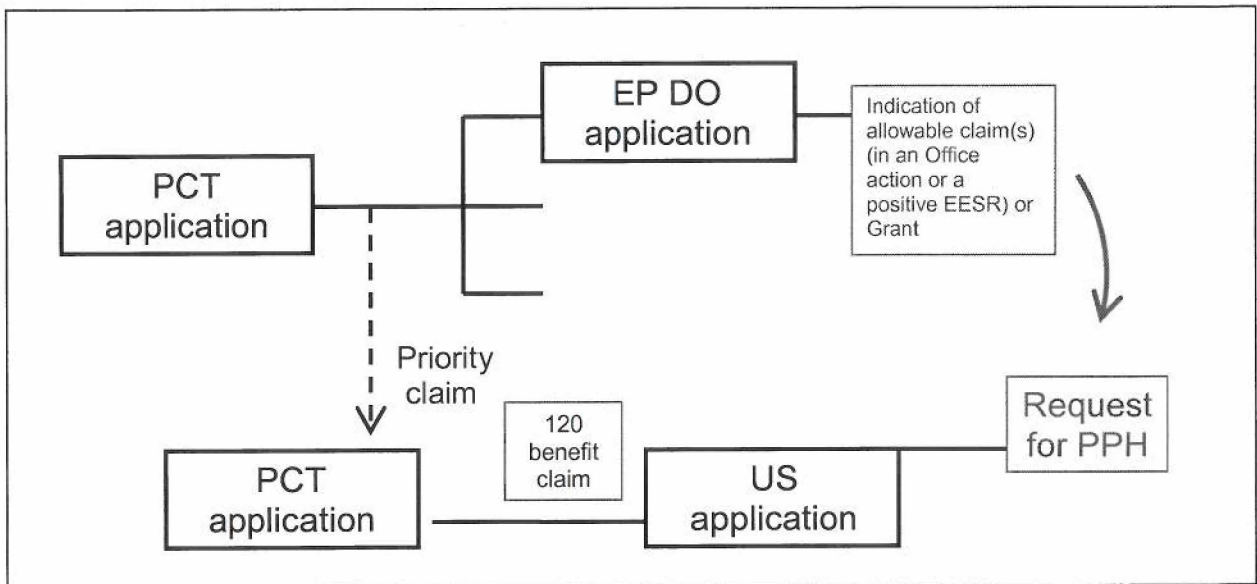 EP DO
application
Indication of
allowable claim(s)
(in an Office
action or a
positive EESR) or
Grant
PCT
application
Priority
claim
120
benefit
claim
Request
for PPH
PCT
application
US
application